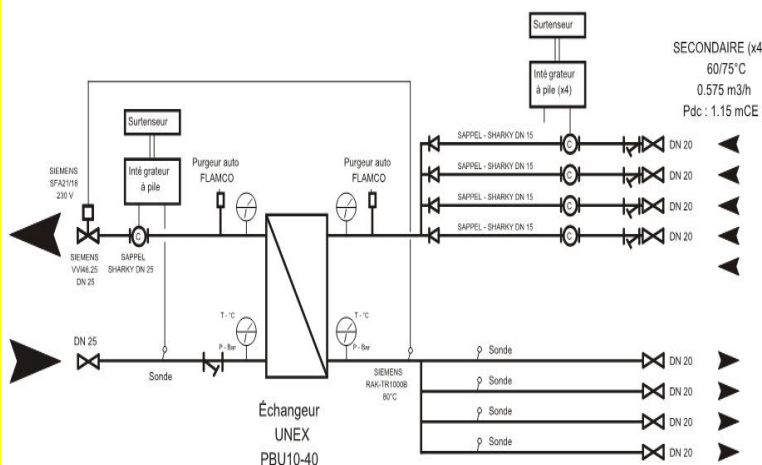 Surtenseur
SECONDAIRE (x4
60/75°C
0.575 m3/h
Pdc : 1.15 mCE
Inté grateur
à pile (x4)
Surtenseur
SAPPEL - SHARKY DN 15
C
DN 20
SIEMENS
SFA21/18
230 V
Inté grateur
à pile
Purgeur auto
FLAMCO
Purgeur auto
FLAMCO
SAPPEL - SHARKY DN 15
C
DN 20
SAPPEL - SHARKY DN 15
C
DN 20
SAPPEL - SHARKY DN 15
C
DN 20
C
SIEMENS
VVI46.25
DN 25
SAPPEL
SHARKY DN 25
T - °C
T - °C
DN 25
P - Bar
P - Bar
Sonde
DN 20
Sonde
SIEMENS
RAK-TR1000B
80°C
Sonde
DN 20
Sonde
DN 20
Sonde
DN 20
Échangeur
UNEX
PBU10-40